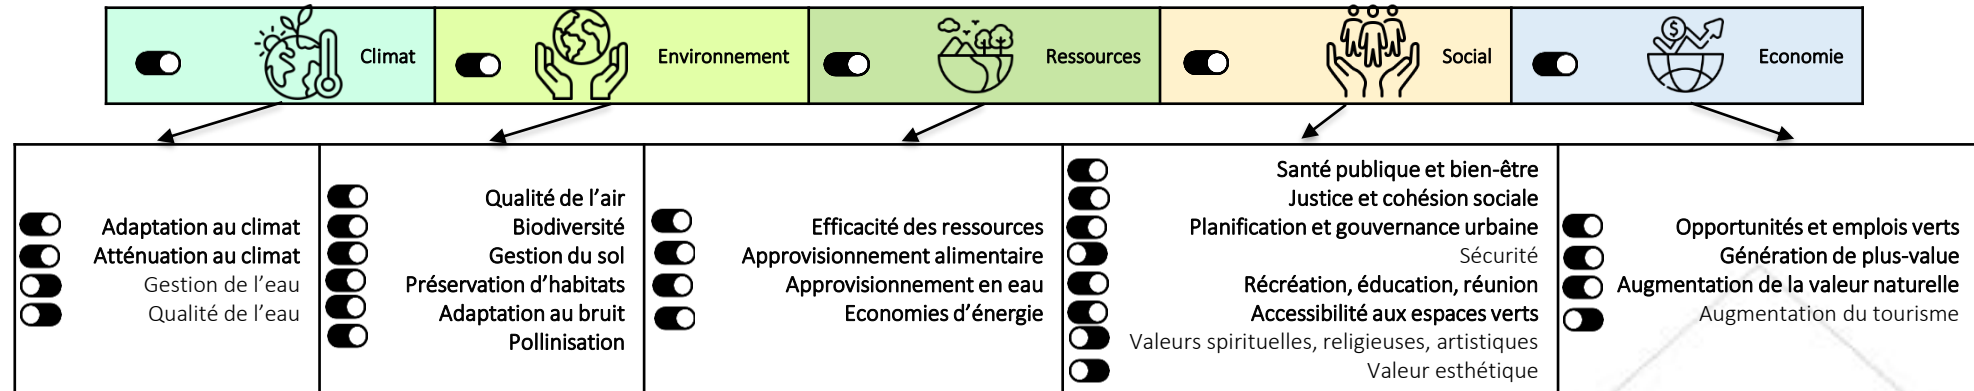 Climat
Environnement
Ressources
Social
Economie
Adaptation au climat
Atténuation au climat
Gestion de l’eau
Qualité de l’eau
Qualité de l’air
Biodiversité
Gestion du sol
Préservation d’habitats
Adaptation au bruit
Pollinisation
Efficacité des ressources
Approvisionnement alimentaire
Approvisionnement en eau
Economies d’énergie
Santé publique et bien-être
Justice et cohésion sociale
Planification et gouvernance urbaine
Sécurité
Récréation, éducation, réunion
Accessibilité aux espaces verts
Valeurs spirituelles, religieuses, artistiques
Valeur esthétique
Opportunités et emplois verts
Génération de plus-value
Augmentation de la valeur naturelle
Augmentation du tourisme